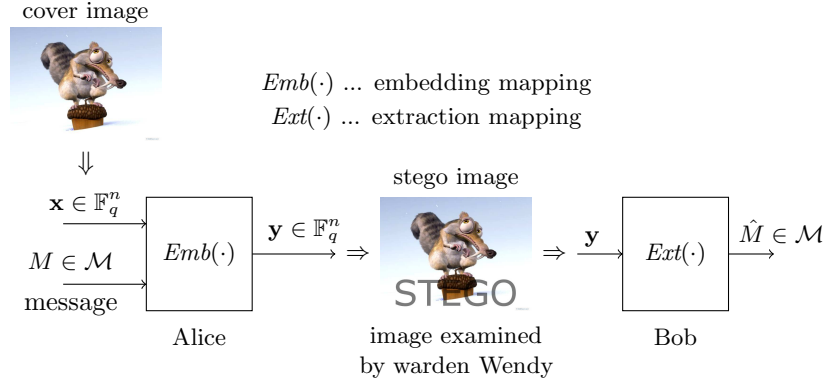 cover image
Emb(·) ... embedding mapping
Ext(·) ... extraction mapping
⇓
stego image
𝐱 ∈ 𝔽_q^n
Emb(·)
𝐲 ∈ 𝔽_q^n
⇒
STEGO
⇒
𝐲
Ext(·)
M̂ ∈ ℳ
M ∈ ℳ
message
Alice
image examined
by warden Wendy
Bob